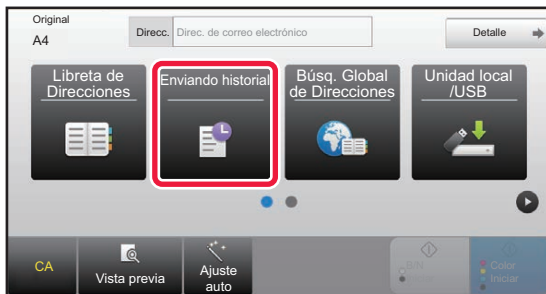 Original
A4
Direcc.
Direc. de correo electrónico
Detalle
Libreta de
Direcciones
Enviando historial
Búsq. Global
de Direcciones
Unidad local
/USB
CA
Vista previa
Ajuste
auto
B/N
Iniciar
Color
Iniciar